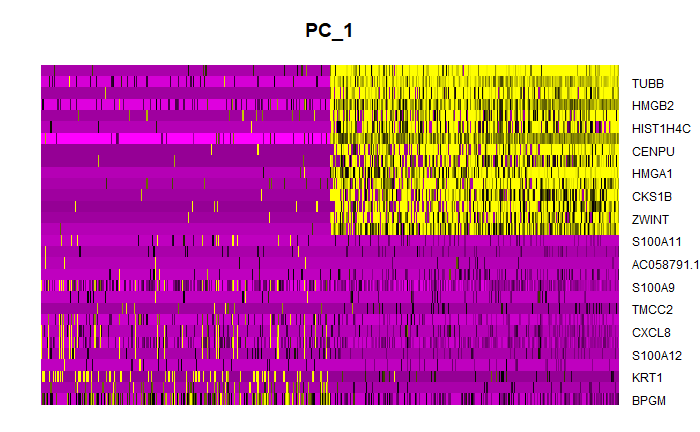 PC_1
TUBB
HMGB2
HIST1H4C
CENPU
HMGA1
CKS1B
ZWINT
S100A11
AC058791.1
S100A9
TMCC2
CXCL8
S100A12
KRT1
BPGM